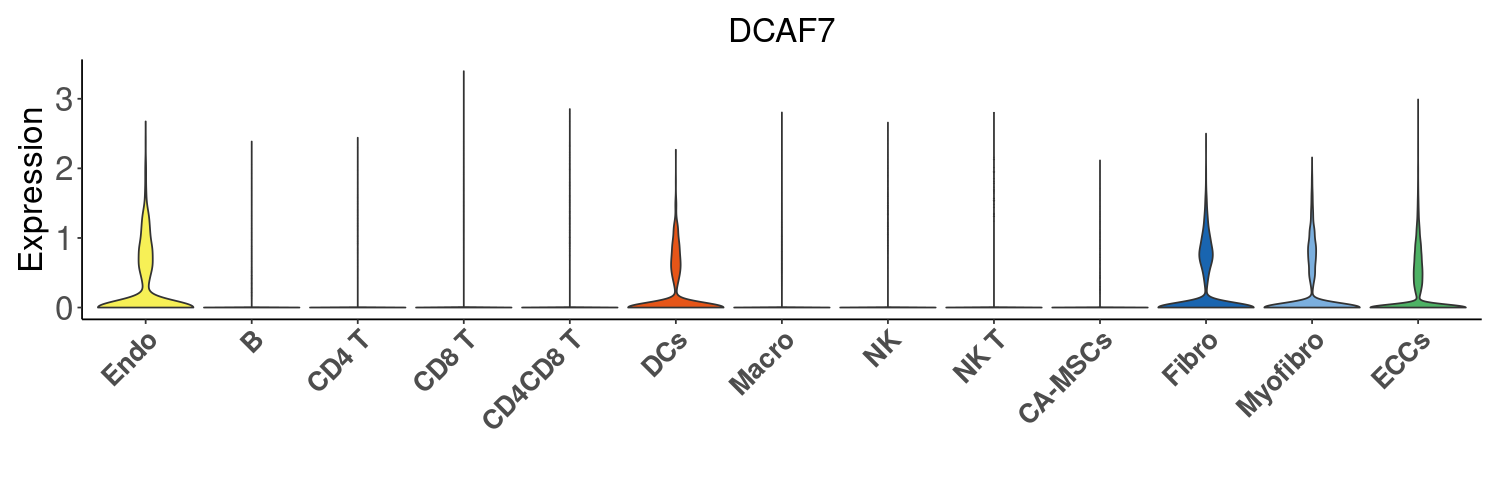 DCAF7
Expression
3
2
1
0
Endo
B
CD4 T
CD8 T
CD4CD8 T
DCs
Macro
NK
NK T
CA-MSCs
Fibro
Myofibro
ECCs